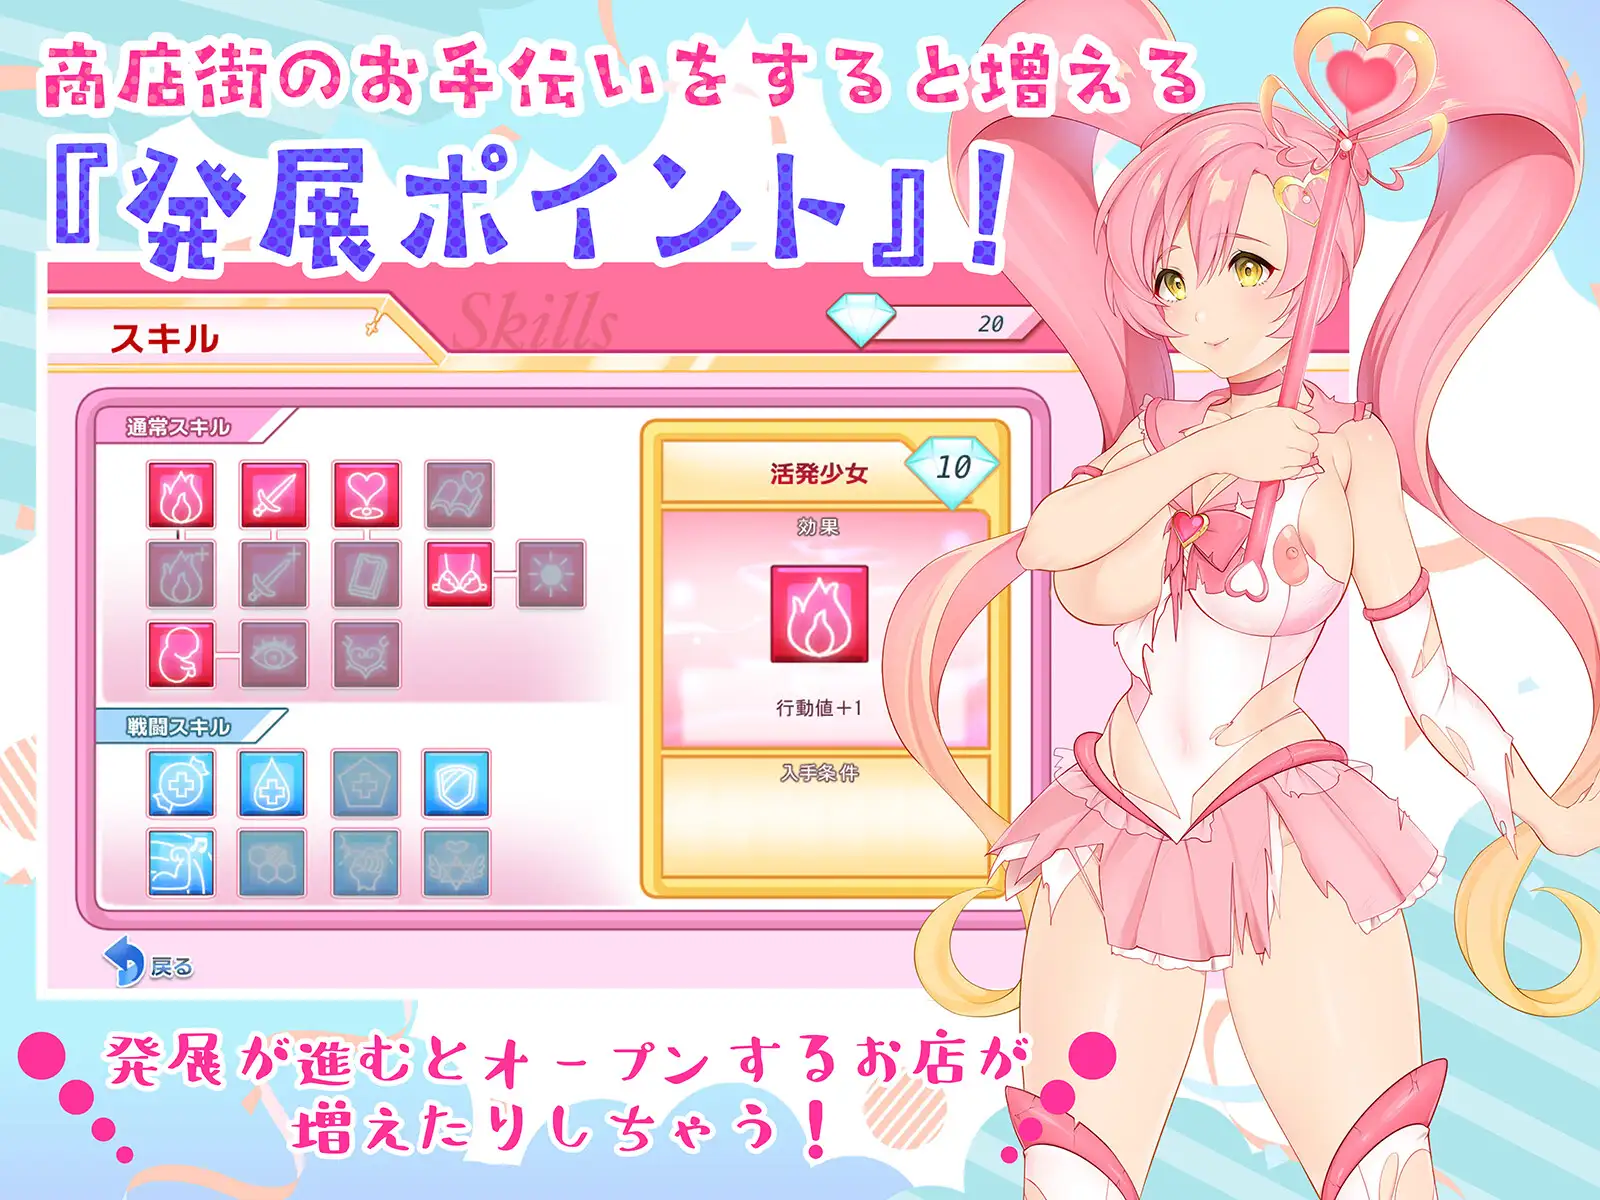 商店街のお手伝いをすると増える
『発展ポイント』!
スキル
Skills
20
通常スキル
活発少女
10
効果
行動値+1
入手条件
戦闘スキル
戻る
発展が進むとオープンするお店が
増えたりしちゃう!